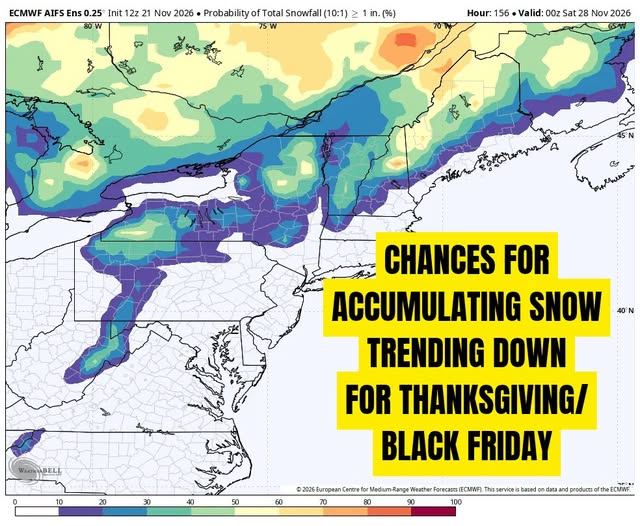 ECMWF AIFS Ens 0.25° Init 12z 21 Nov 2026 • Probability of Total Snowfall (10:1) ≥ 1 in. (%) Hour: 156 • Valid: 00z Sat 28 Nov 2026
80°W 75°W 70°W 65°W
45°N
40°N
CHANCES FOR
ACCUMULATING SNOW
TRENDING DOWN
FOR THANKSGIVING/
BLACK FRIDAY
WEATHERBELL
© 2026 European Centre for Medium-Range Weather Forecasts (ECMWF). This service is based on data and products of the ECMWF.
0 10 20 30 40 50 60 70 80 90 100